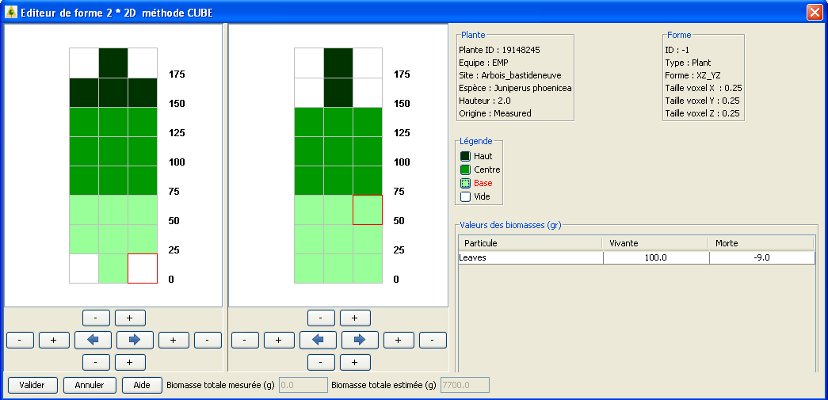 Editeur de forme 2 * 2D méthode CUBE
175
150
125
100
75
50
25
0
- +
- + + -
- +
175
150
125
100
75
50
25
0
- +
- + + -
- +
Plante
Plante ID : 19148245
Equipe : EMP
Site : Arbois_bastideneuve
Espèce : Juniperus phoenicea
Hauteur : 2.0
Origine : Measured
Forme
ID : -1
Type : Plant
Forme : XZ_YZ
Taille voxel X : 0.25
Taille voxel Y : 0.25
Taille voxel Z : 0.25
Légende
Haut
Centre
Base
Vide
Valeurs des biomasses (gr)
Particule Vivante Morte
Leaves 100.0 -9.0
Valider Annuler Aide Biomasse totale mesurée (g) 0.0 Biomasse totale estimée (g) 7700.0